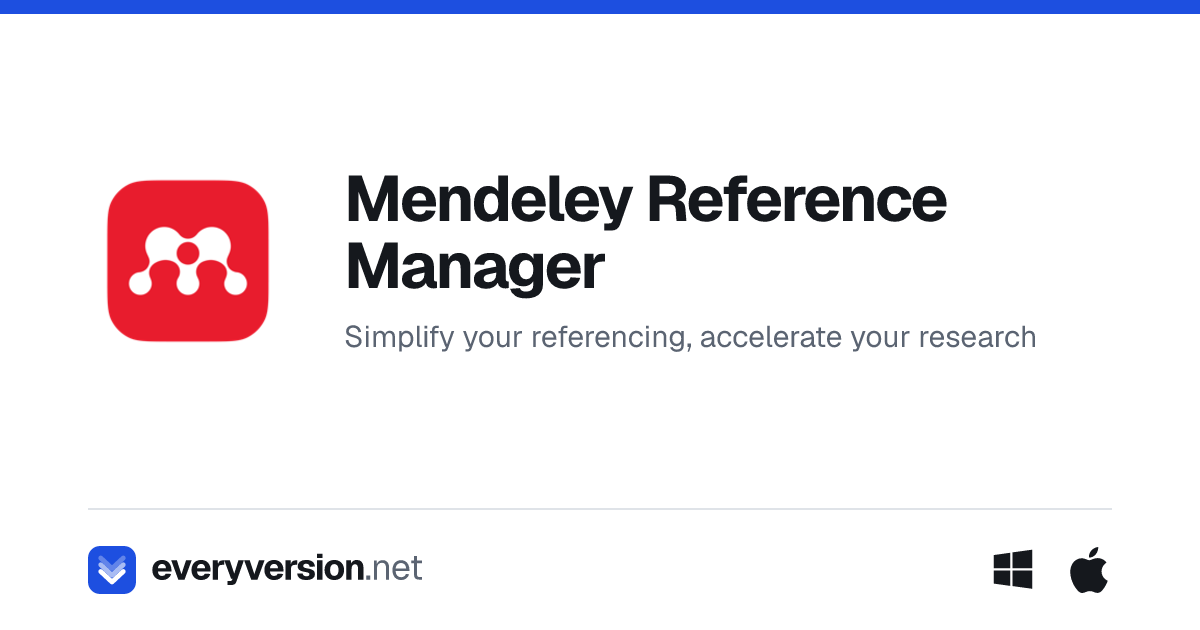 Mendeley Reference
Manager
Simplify your referencing, accelerate your research
everyversion.net